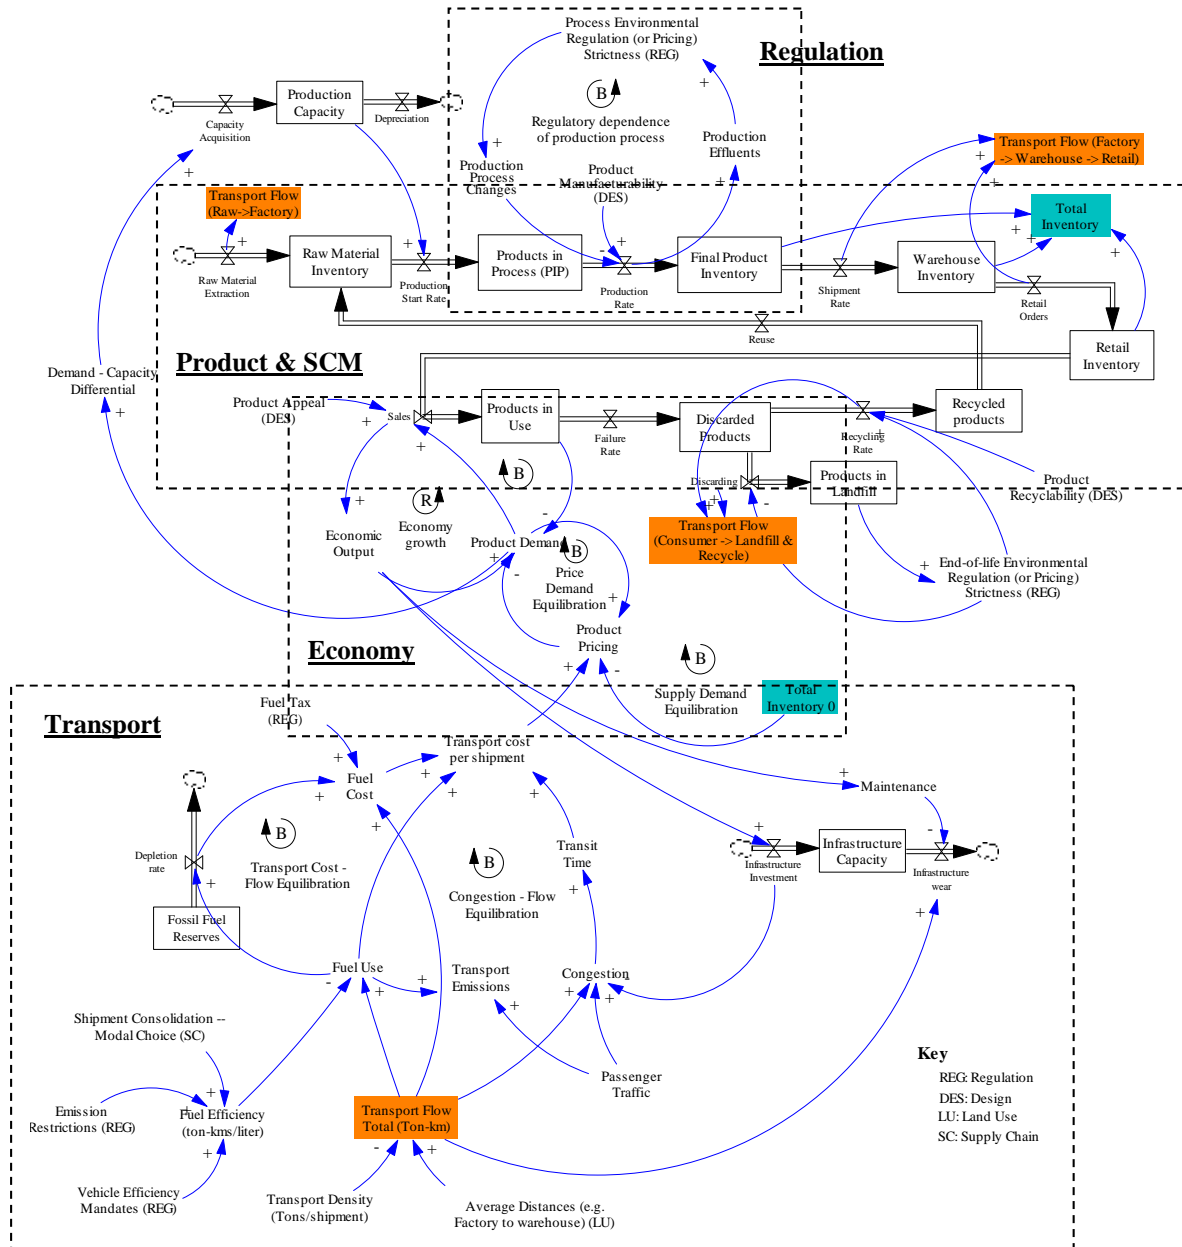 Process Environmental
Regulation (or Pricing)
Strictness (REG)
Regulation
B
Regulatory dependence
of production process
Production
Capacity
Capacity
Acquisition
Depreciation
Production
Effluents
Production
Process
Changes
Product
Manufacturability
(DES)
Transport Flow (Factory
-> Warehouse -> Retail)
Transport Flow
(Raw->Factory)
Total
Inventory
Raw Material
Inventory
Products in
Process (PIP)
Final Product
Inventory
Warehouse
Inventory
Raw Material
Extraction
Production
Start Rate
Production
Rate
Shipment
Rate
Retail
Orders
Reuse
Retail
Inventory
Product & SCM
Demand - Capacity
Differential
Product Appeal
(DES)
Sales
Products in
Use
Failure
Rate
Discarded
Products
Recycling
Rate
Recycled
products
Discarding
Products in
Landfill
Product
Recyclability (DES)
B
R
Economy
growth
Economic
Output
Product Demand
B
Price
Demand
Equilibration
Transport Flow
(Consumer -> Landfill &
Recycle)
End-of-life Environmental
Regulation (or Pricing)
Strictness (REG)
Product
Pricing
Economy
B
Supply Demand
Equilibration
Total
Inventory 0
Transport
Fuel Tax
(REG)
Transport cost
per shipment
Fuel
Cost
Maintenance
B
Transport Cost -
Flow Equilibration
Depletion
rate
Fossil Fuel
Reserves
B
Congestion - Flow
Equilibration
Transit
Time
Infrastructure
Investment
Infrastructure
Capacity
Infrastructure
wear
Fuel Use
Transport
Emissions
Congestion
Shipment Consolidation --
Modal Choice (SC)
Passenger
Traffic
Emission
Restrictions (REG)
Fuel Efficiency
(ton-kms/liter)
Transport Flow
Total (Ton-km)
Vehicle Efficiency
Mandates (REG)
Transport Density
(Tons/shipment)
Average Distances (e.g.
Factory to warehouse) (LU)
Key
REG: Regulation
DES: Design
LU: Land Use
SC: Supply Chain